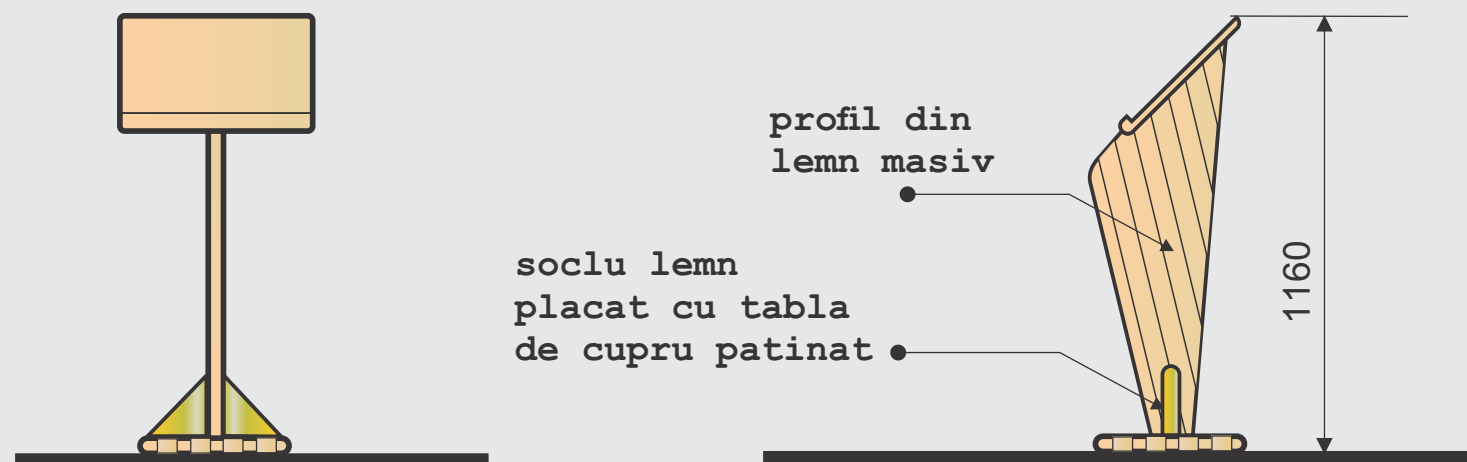 profil din
lemn masiv
soclu lemn
placat cu tabla
de cupru patinat
1160